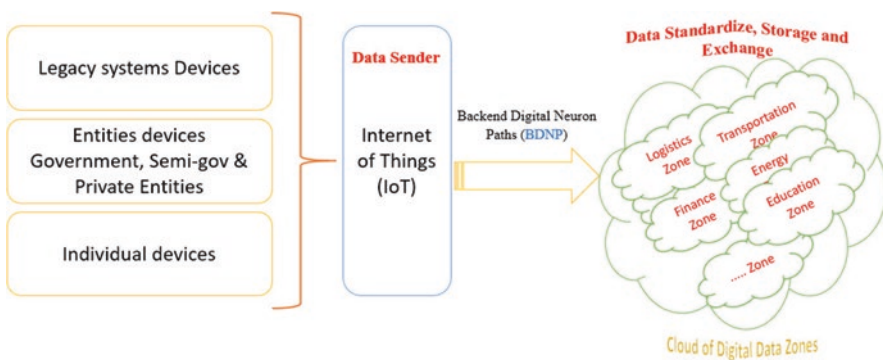 Legacy systems Devices
Entities devices
Government, Semi-gov &
Private Entities
Individual devices
Data Sender
Internet
of Things
(IoT)
Backend Digital Neuron
Paths (BDNP)
Data Standardize, Storage and
Exchange
Logistics
Zone
Transportation
Zone
Energy
Finance
Zone
Education
Zone
..... Zone
Cloud of Digital Data Zones